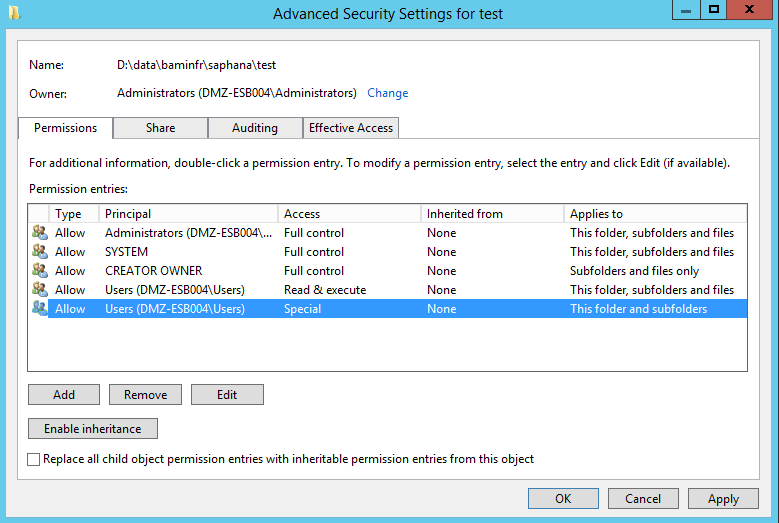 Advanced Security Settings for test
Name: D:\data\baminfr\saphana\test
Owner: Administrators (DMZ-ESB004\Administrators) Change
Permissions Share Auditing Effective Access
For additional information, double-click a permission entry. To modify a permission entry, select the entry and click Edit (if available).
Permission entries:
Type Principal Access Inherited from Applies to
Allow Administrators (DMZ-ESB004\... Full control None This folder, subfolders and files
Allow SYSTEM Full control None This folder, subfolders and files
Allow CREATOR OWNER Full control None Subfolders and files only
Allow Users (DMZ-ESB004\Users) Read & execute None This folder, subfolders and files
Allow Users (DMZ-ESB004\Users) Special None This folder and subfolders
Add Remove Edit
Enable inheritance
Replace all child object permission entries with inheritable permission entries from this object
OK Cancel Apply